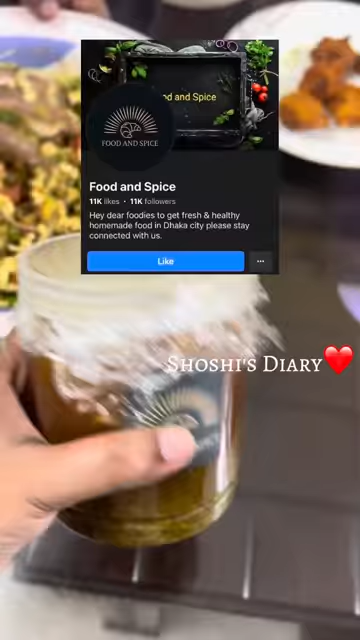 od and Spice
FOOD AND SPICE
Food and Spice
11K likes • 11K followers
Hey dear foodies to get fresh & healthy
homemade food in Dhaka city please stay
connected with us.
Like
SHOSHI'S DIARY❤️